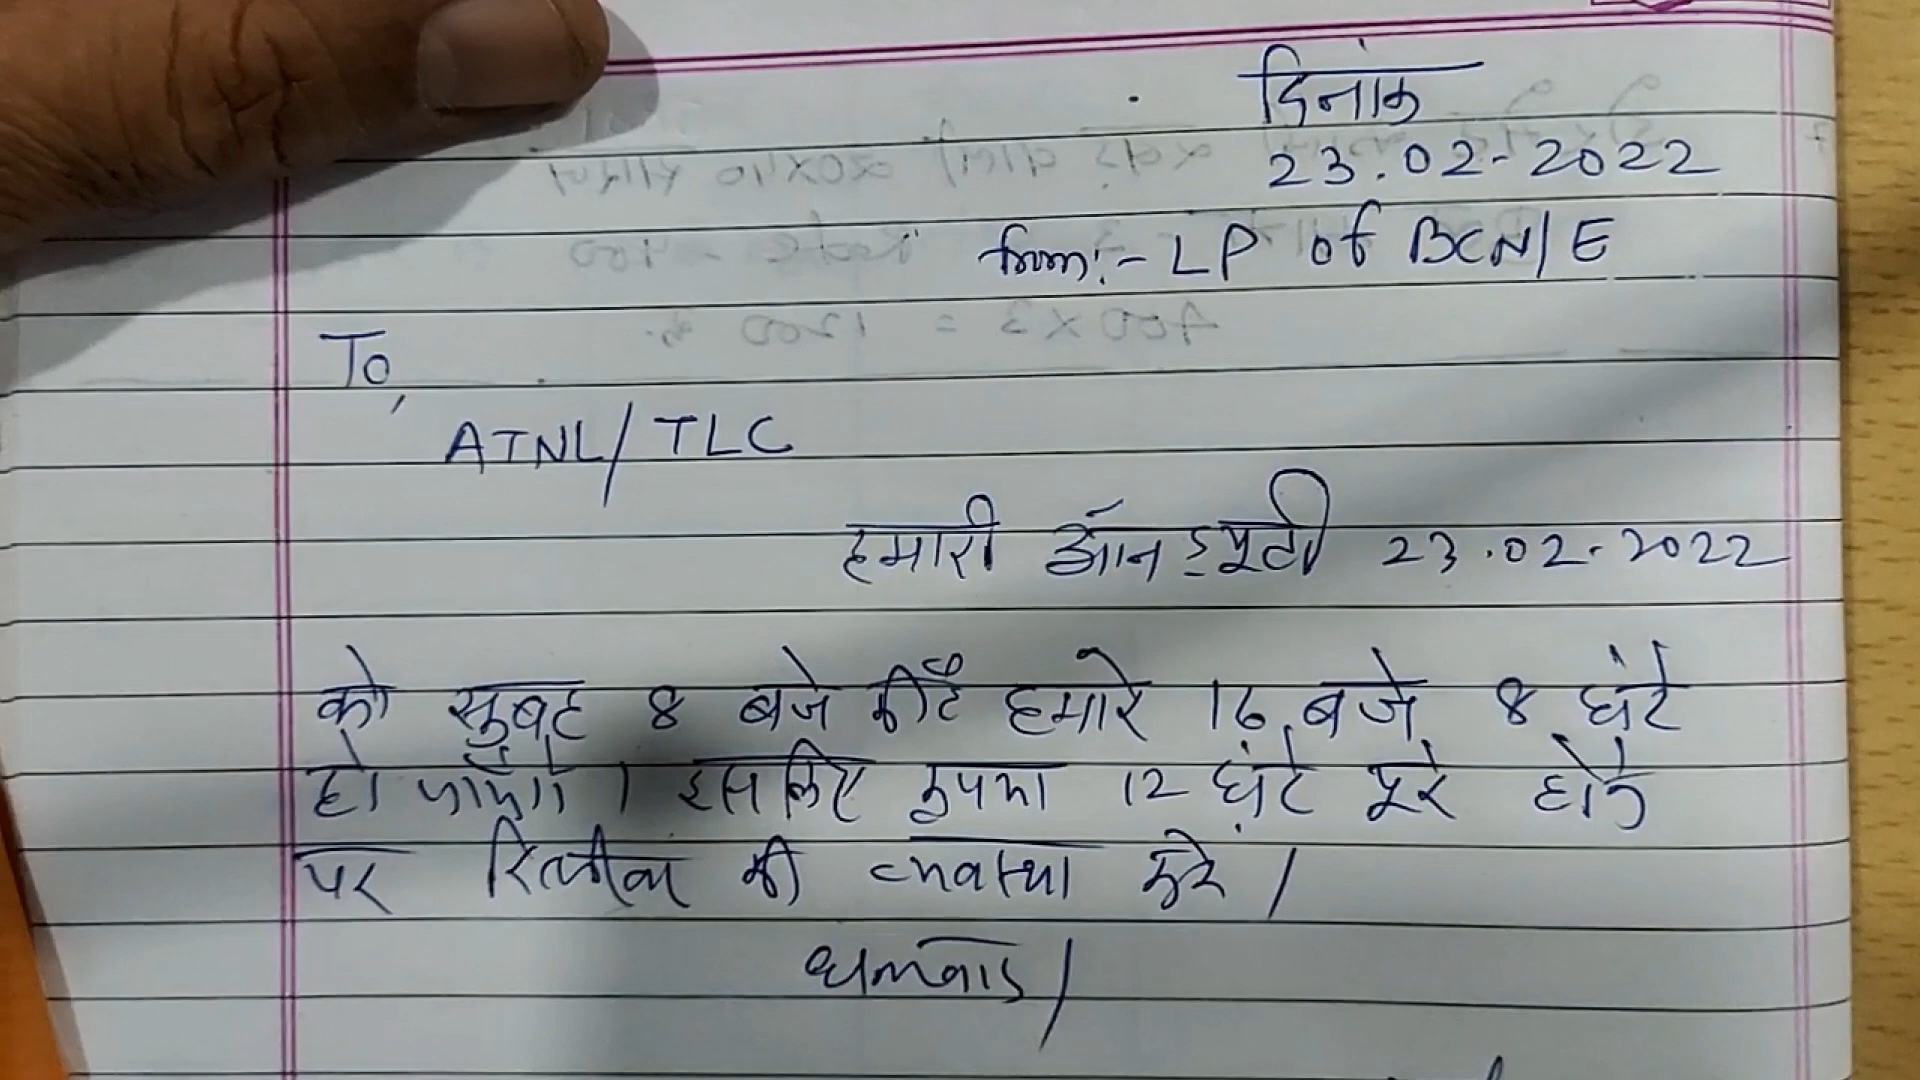 दिनांक
23.02-2022
from:- LP of BCN/E
To,
ATNL/TLC
हमारी ऑन ड्यूटी 23.02-2022
को सुबह 8 बजे की है हमारे 16 बजे 8 घंटे
हो जाएंगे। इसलिए कृपया 12 घंटे पूरे होने
पर रिलीव की व्यवस्था करे।
धन्यवाद।